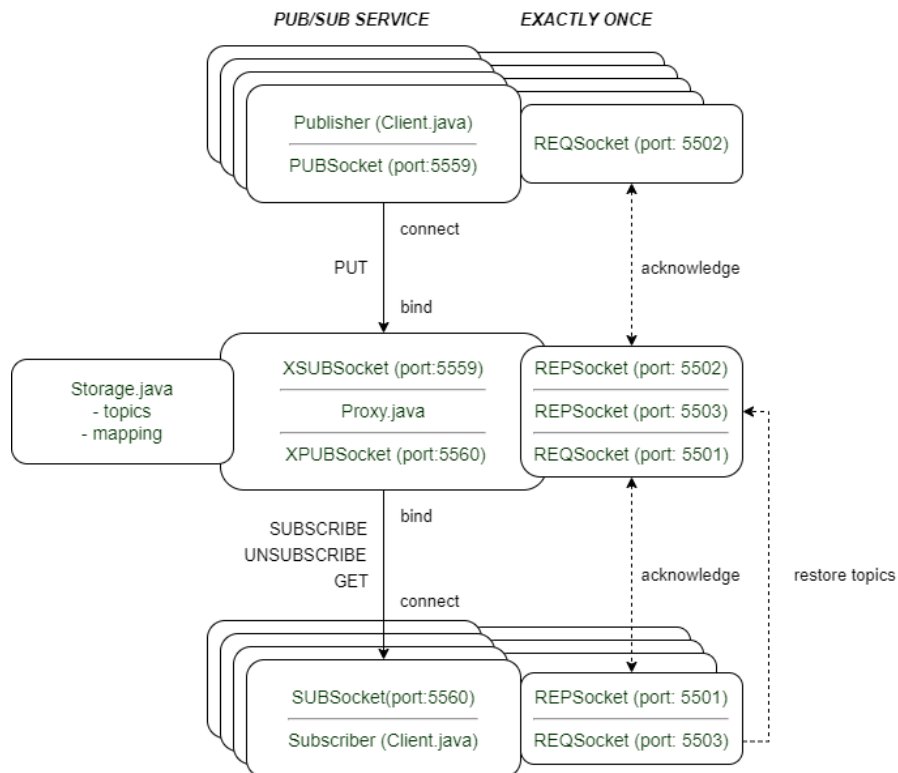 PUB/SUB SERVICE
EXACTLY ONCE
Publisher (Client.java)
PUBSocket (port:5559)
REQSocket (port: 5502)
connect
PUT
acknowledge
bind
Storage.java
- topics
- mapping
XSUBSocket (port:5559)
Proxy.java
XPUBSocket (port:5560)
REPSocket (port: 5502)
REPSocket (port: 5503)
REQSocket (port: 5501)
bind
SUBSCRIBE
UNSUBSCRIBE
GET
connect
acknowledge
restore topics
SUBSocket(port:5560)
Subscriber (Client.java)
REPSocket (port: 5501)
REQSocket (port: 5503)